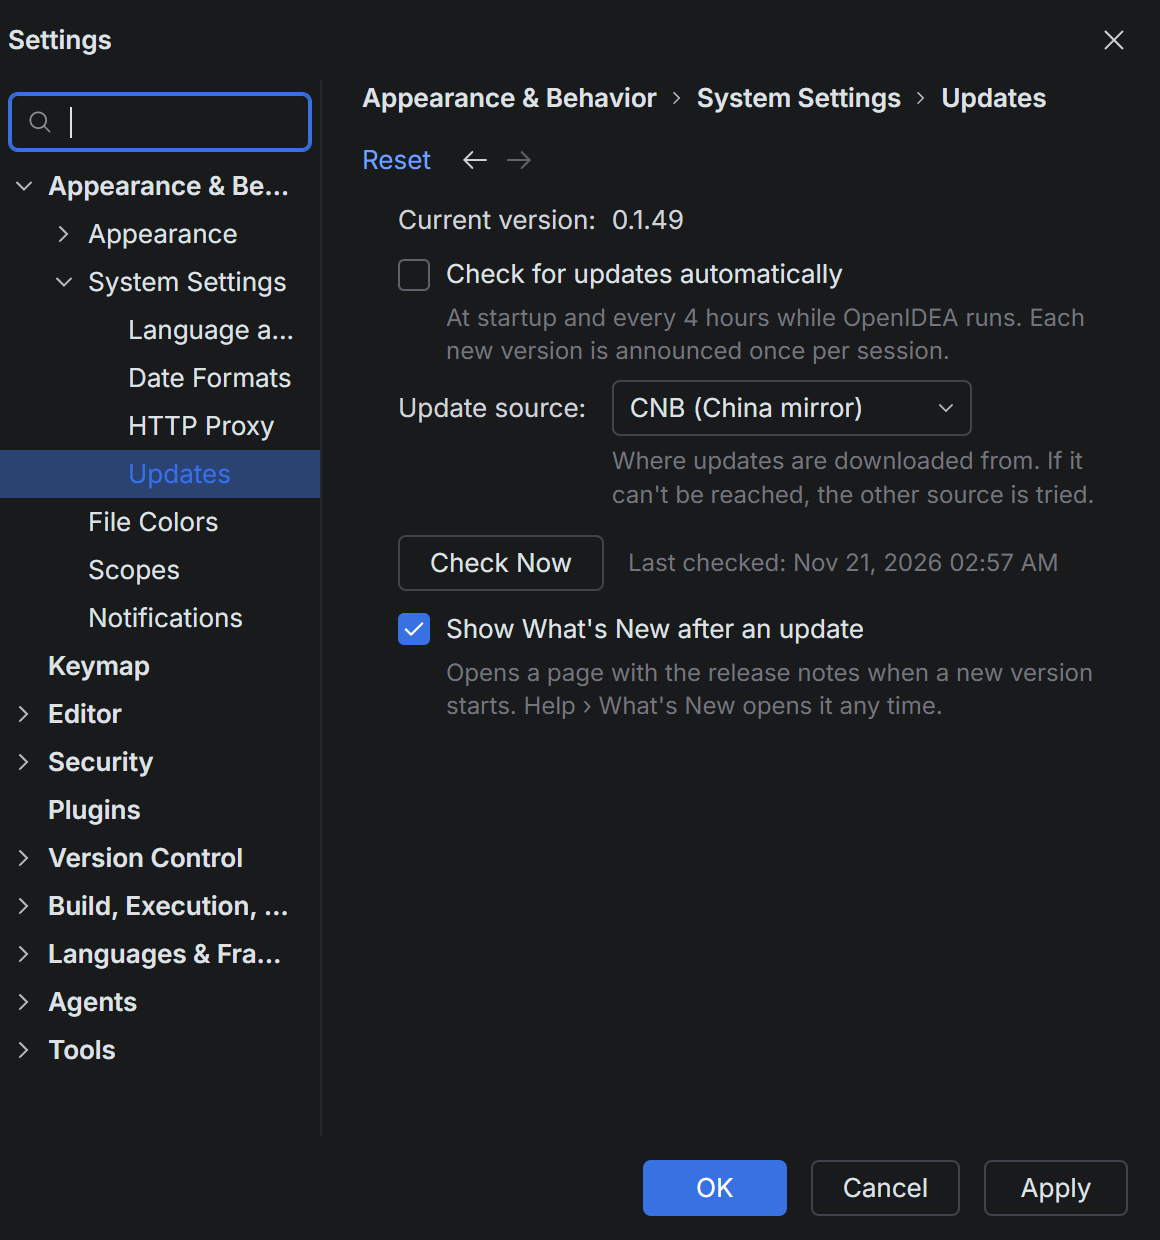 Settings
Appearance & Be...
Appearance
System Settings
Language a...
Date Formats
HTTP Proxy
Updates
File Colors
Scopes
Notifications
Keymap
Editor
Security
Plugins
Version Control
Build, Execution, ...
Languages & Fra...
Agents
Tools
Appearance & Behavior › System Settings › Updates
Reset
Current version: 0.1.49
Check for updates automatically
At startup and every 4 hours while OpenIDEA runs. Each
new version is announced once per session.
Update source: CNB (China mirror)
Where updates are downloaded from. If it
can't be reached, the other source is tried.
Check Now Last checked: Nov 21, 2026 02:57 AM
Show What's New after an update
Opens a page with the release notes when a new version
starts. Help › What's New opens it any time.
OK Cancel Apply